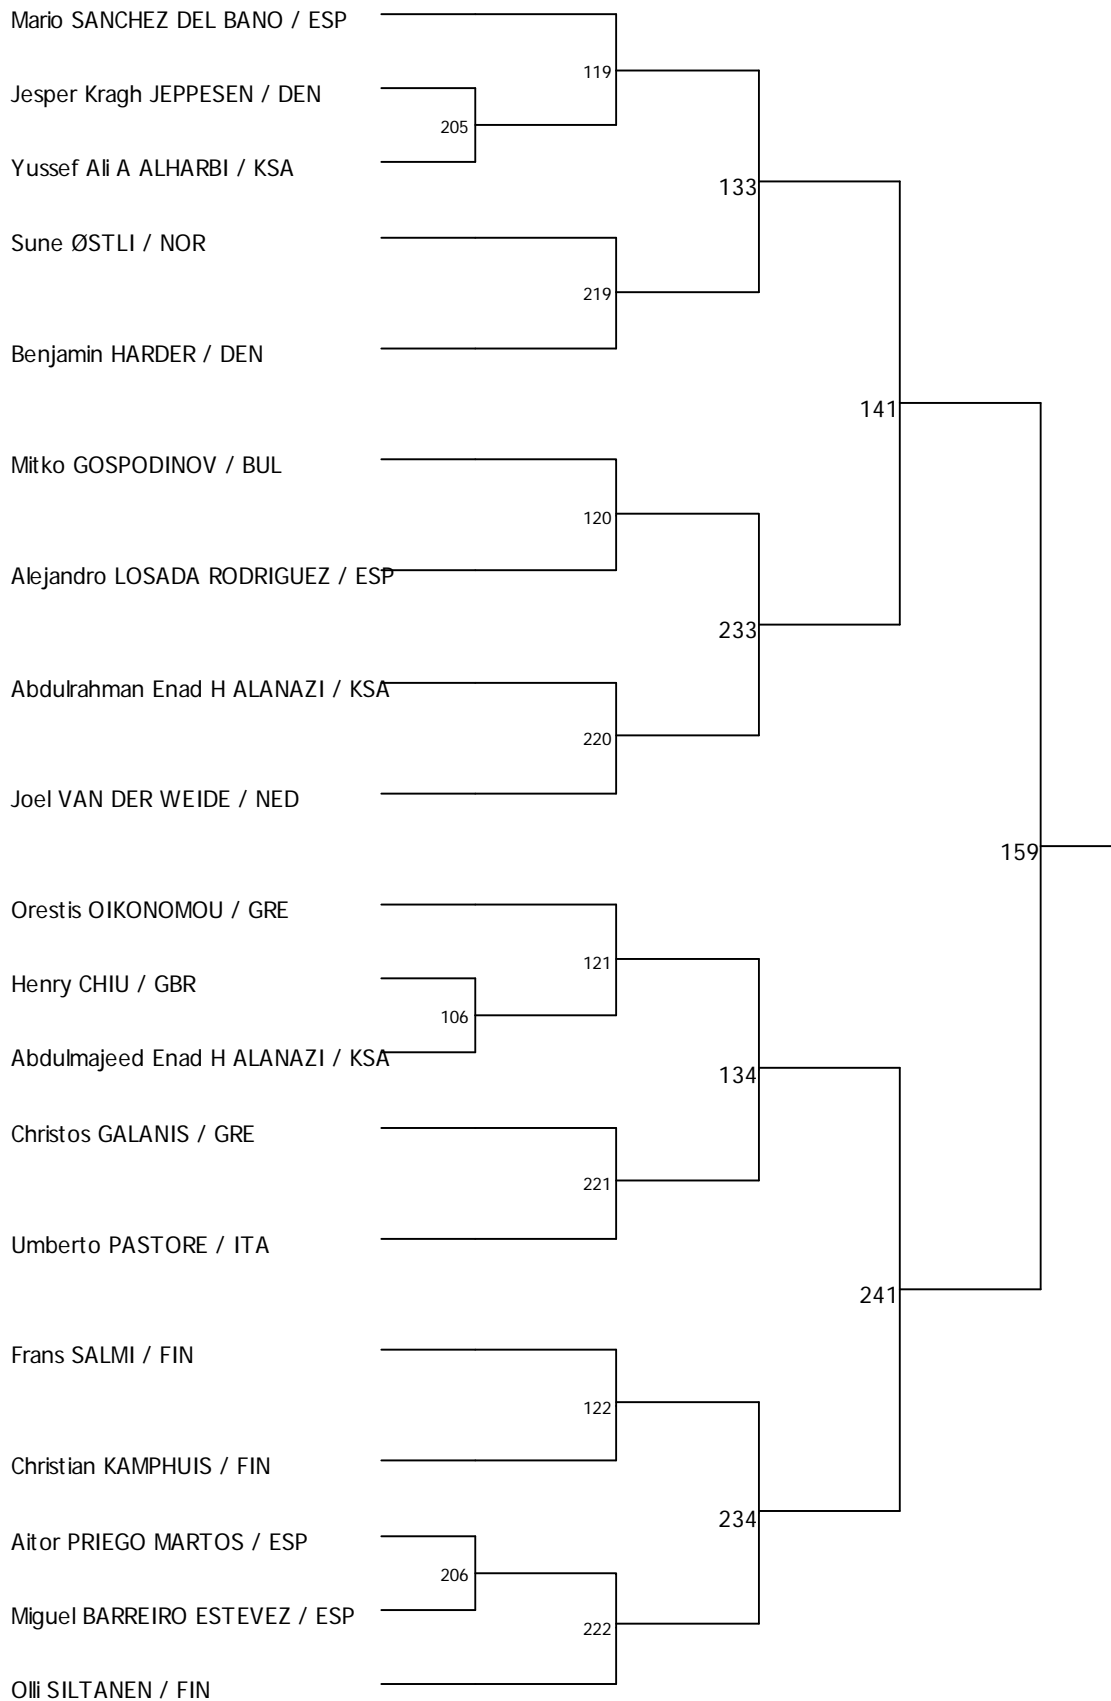 Mario SANCHEZ DEL BANO / ESP
119
Jesper Kragh JEPPESEN / DEN
205
Yussef Ali A ALHARBI / KSA
133
Sune ØSTLI / NOR
219
Benjamin HARDER / DEN
141
Mitko GOSPODINOV / BUL
120
Alejandro LOSADA RODRIGUEZ / ESP
233
Abdulrahman Enad H ALANAZI / KSA
220
Joel VAN DER WEIDE / NED
159
Orestis OIKONOMOU / GRE
121
Henry CHIU / GBR
106
Abdulmajeed Enad H ALANAZI / KSA
134
Christos GALANIS / GRE
221
Umberto PASTORE / ITA
241
Frans SALMI / FIN
122
Christian KAMPHUIS / FIN
234
Aitor PRIEGO MARTOS / ESP
206
Miguel BARREIRO ESTEVEZ / ESP
222
Olli SILTANEN / FIN